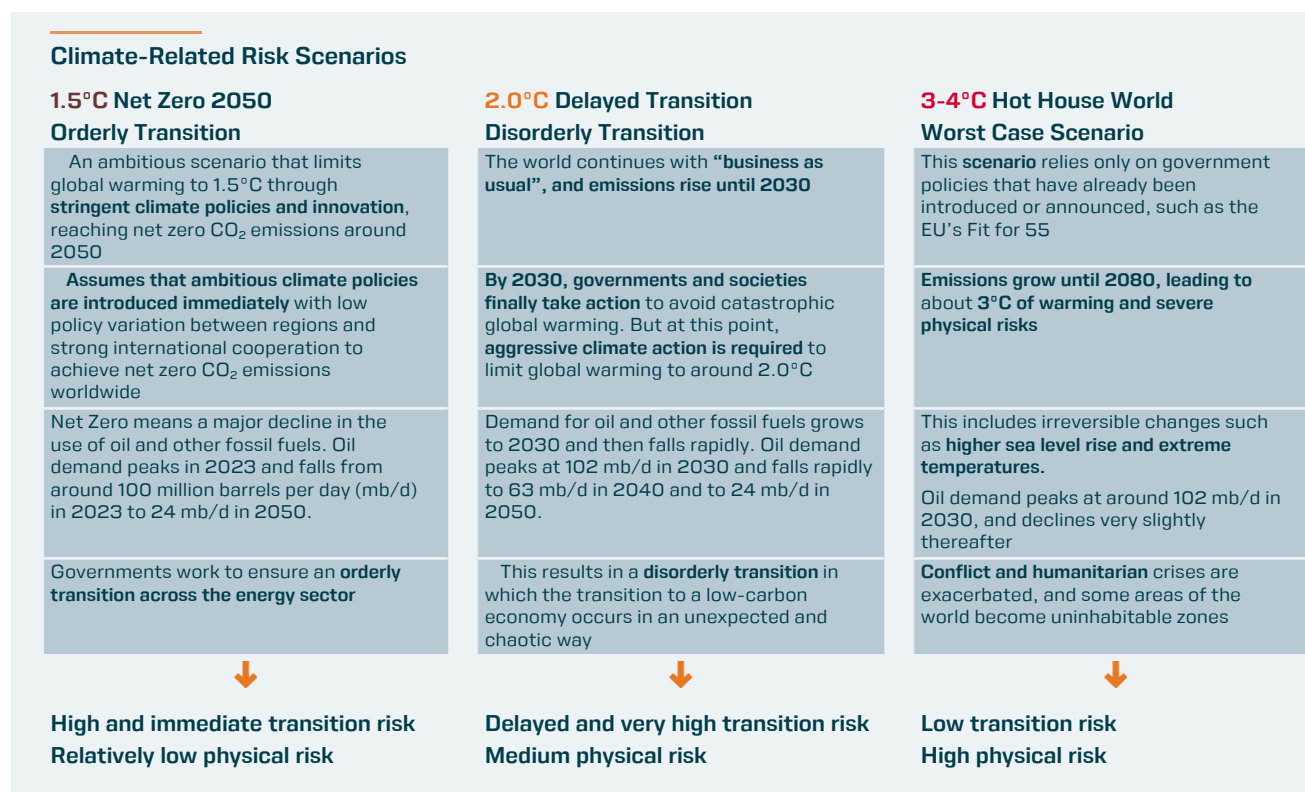 Climate-Related Risk Scenarios
1.5°C Net Zero 2050
Orderly Transition
An ambitious scenario that limits
global warming to 1.5°C through
stringent climate policies and innovation,
reaching net zero CO₂ emissions around
2050
Assumes that ambitious climate policies
are introduced immediately with low
policy variation between regions and
strong international cooperation to
achieve net zero CO₂ emissions
worldwide
Net Zero means a major decline in the
use of oil and other fossil fuels. Oil
demand peaks in 2023 and falls from
around 100 million barrels per day (mb/d)
in 2023 to 24 mb/d in 2050.
Governments work to ensure an orderly
transition across the energy sector
High and immediate transition risk
Relatively low physical risk
2.0°C Delayed Transition
Disorderly Transition
The world continues with “business as
usual”, and emissions rise until 2030
By 2030, governments and societies
finally take action to avoid catastrophic
global warming. But at this point,
aggressive climate action is required to
limit global warming to around 2.0°C
Demand for oil and other fossil fuels grows
to 2030 and then falls rapidly. Oil demand
peaks at 102 mb/d in 2030 and falls rapidly
to 63 mb/d in 2040 and to 24 mb/d in
2050.
This results in a disorderly transition in
which the transition to a low-carbon
economy occurs in an unexpected and
chaotic way
Delayed and very high transition risk
Medium physical risk
3-4°C Hot House World
Worst Case Scenario
This scenario relies only on government
policies that have already been
introduced or announced, such as the
EU's Fit for 55
Emissions grow until 2080, leading to
about 3°C of warming and severe
physical risks
This includes irreversible changes such
as higher sea level rise and extreme
temperatures.
Oil demand peaks at around 102 mb/d in
2030, and declines very slightly
thereafter
Conflict and humanitarian crises are
exacerbated, and some areas of the
world become uninhabitable zones
Low transition risk
High physical risk